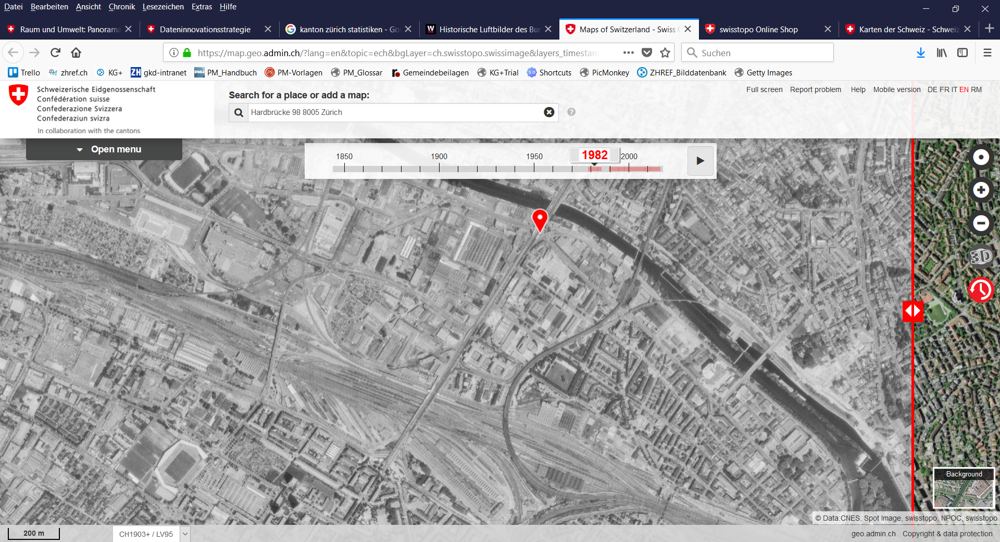 Datei Bearbeiten Ansicht Chronik Lesezeichen Extras Hilfe
Raum und Umwelt: Panorama
Dateninnovationsstrategie
kanton zürich statistiken - Go
Historische Luftbilder des Bu
Maps of Switzerland - Swiss
swisstopo Online Shop
Karten der Schweiz - Schweiz
https://map.geo.admin.ch/?lang=en&topic=ech&bgLayer=ch.swisstopo.swissimage&layers_timestam
Suchen
Trello
zhref.ch
KG+
ZH gkd-intranet
PMH PM_Handbuch
PS PM-Vorlagen
PM_Glossar
Gemeindebeilagen
KG+Trial
S.D Shortcuts
PicMonkey
ZHREF_Bilddatenbank
Getty Images
Schweizerische Eidgenossenschaft
Confédération suisse
Confederazione Svizzera
Confederaziun svizra
In collaboration with the cantons
Search for a place or add a map:
Hardbrücke 98 8005 Zürich
?
Full screen Report problem Help Mobile version DE FR IT EN RM
Open menu
1850 1900 1950 1982 2000
3D
Background
© Data:CNES, Spot Image, swisstopo, NPOC, swisstopo
200 m
CH1903+ / LV95
geo.admin.ch Copyright & data protection